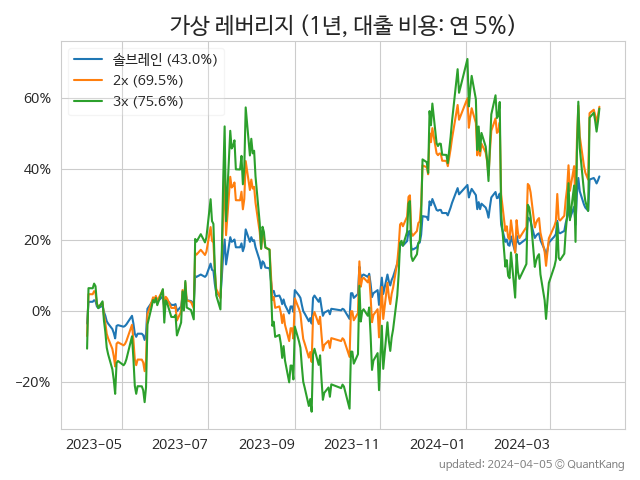 가상 레버리지 (1년, 대출 비용: 연 5%)
솔브레인 (43.0%)
2x (69.5%)
3x (75.6%)
60%
40%
20%
0%
−20%
2023-05 2023-07 2023-09 2023-11 2024-01 2024-03
updated: 2024-04-05 © QuantKang